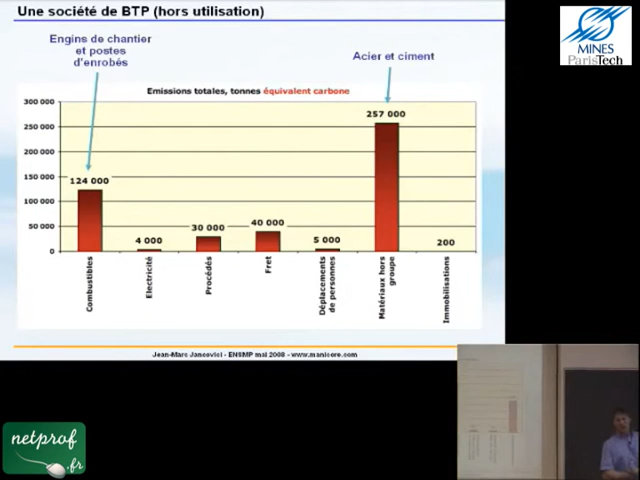 Une société de BTP (hors utilisation)
MINES
ParisTech
Engins de chantier
et postes
d'enrobés
Acier et ciment
Emissions totales, tonnes équivalent carbone
300 000
250 000
200 000
150 000
100 000
50 000
0
124 000
4 000
30 000
40 000
5 000
257 000
200
Combustibles
Electricité
Procédés
Fret
Déplacements
de personnes
Matériaux hors
groupe
Immobilisations
Jean-Marc Jancovici - ENSMP mai 2008 - www.manicore.com
netprof
.fr